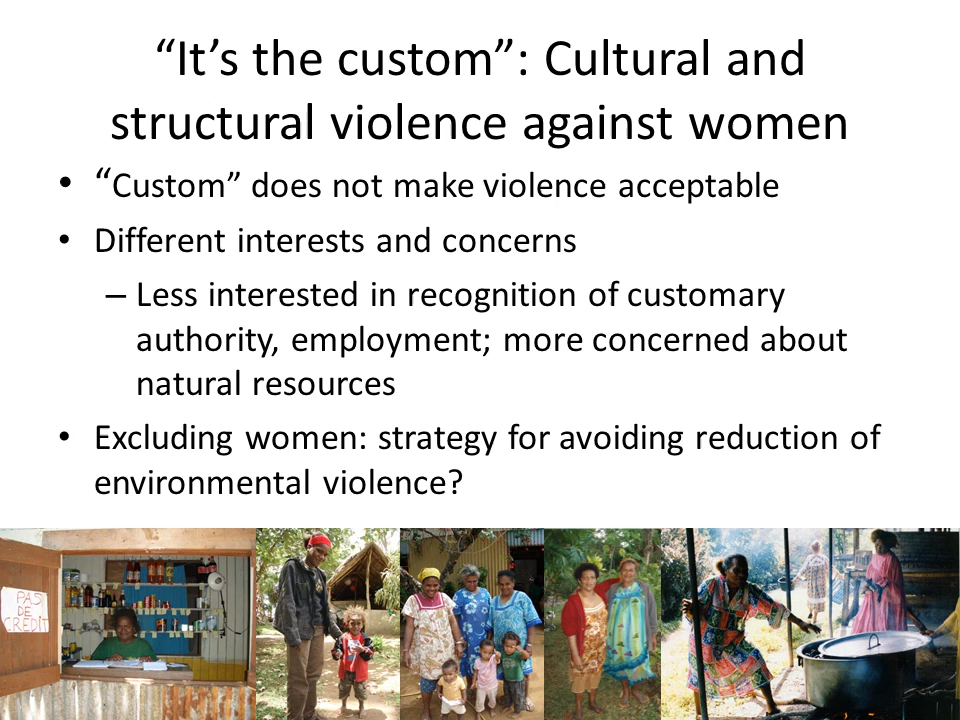 “It’s the custom”: Cultural and
structural violence against women
• “Custom” does not make violence acceptable
• Different interests and concerns
– Less interested in recognition of customary
authority, employment; more concerned about
natural resources
• Excluding women: strategy for avoiding reduction of
environmental violence?
PAS
DE
CREDIT